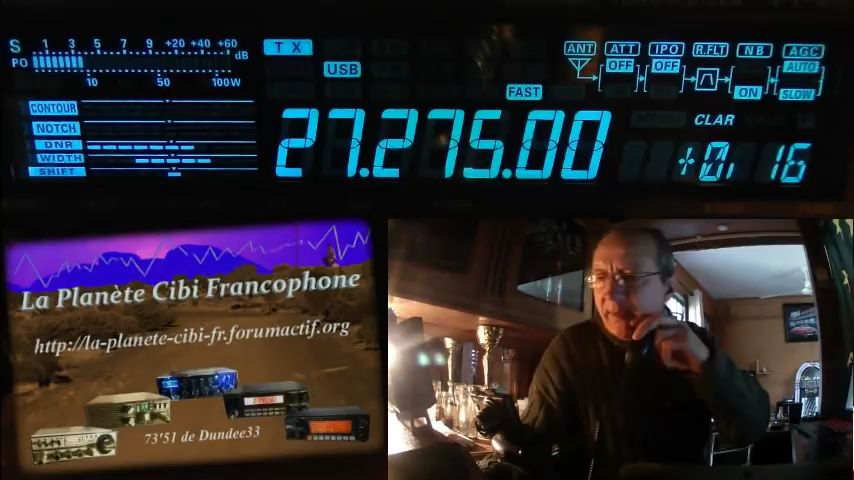 S 1 3 5 7 9 +20 +40 +60 dB
PO 10 50 100W
TX
USB
FAST
ANT ATT IPO R.FLT NB AGC
OFF OFF AUTO
ON SLOW
CONTOUR
NOTCH
DNR
WIDTH
SHIFT
27.275.00
CLAR
+0. 16
La Planète Cibi Francophone
http://la-planete-cibi-fr.forumactif.org
73'51 de Dundee33